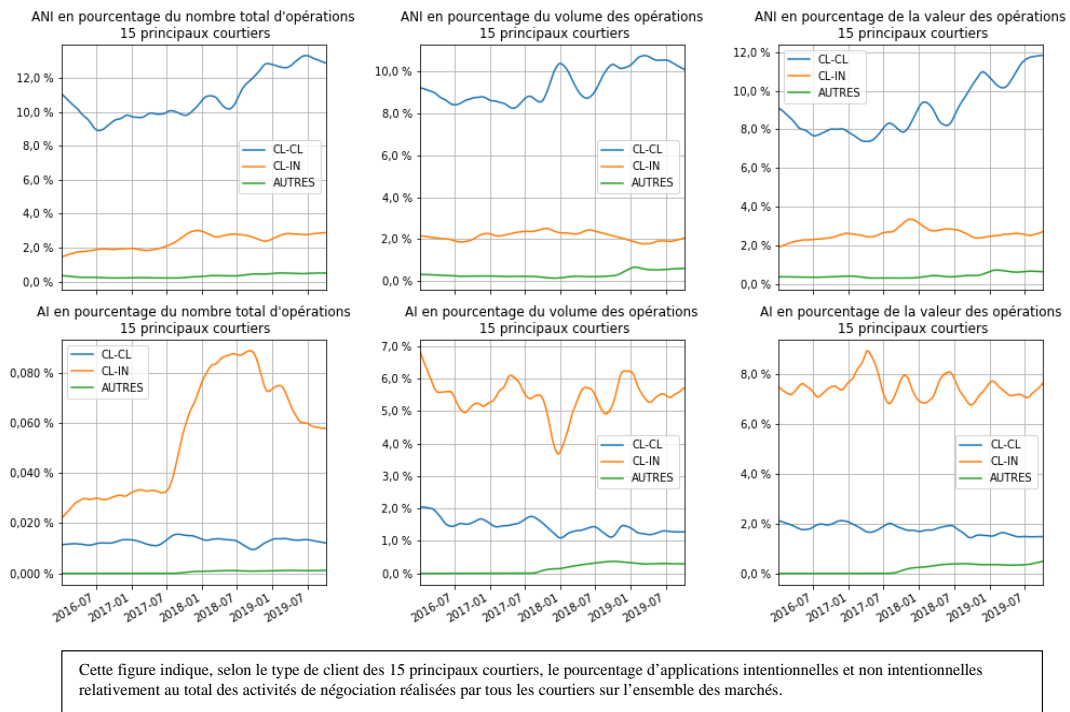 ANI en pourcentage du nombre total d'opérations
15 principaux courtiers
12,0 %
10,0 %
8,0 %
6,0 %
4,0 %
2,0 %
0,0 %
CL-CL
CL-IN
AUTRES
ANI en pourcentage du volume des opérations
15 principaux courtiers
10,0 %
8,0 %
6,0 %
4,0 %
2,0 %
0,0 %
CL-CL
CL-IN
AUTRES
ANI en pourcentage de la valeur des opérations
15 principaux courtiers
12,0 %
10,0 %
8,0 %
6,0 %
4,0 %
2,0 %
0,0 %
CL-CL
CL-IN
AUTRES
AI en pourcentage du nombre total d'opérations
15 principaux courtiers
0,080 %
0,060 %
0,040 %
0,020 %
0,000 %
CL-CL
CL-IN
AUTRES
2016-07
2017-01
2017-07
2018-01
2018-07
2019-01
2019-07
AI en pourcentage du volume des opérations
15 principaux courtiers
7,0 %
6,0 %
5,0 %
4,0 %
3,0 %
2,0 %
1,0 %
0,0 %
CL-CL
CL-IN
AUTRES
2016-07
2017-01
2017-07
2018-01
2018-07
2019-01
2019-07
AI en pourcentage de la valeur des opérations
15 principaux courtiers
8,0 %
6,0 %
4,0 %
2,0 %
0,0 %
CL-CL
CL-IN
AUTRES
2016-07
2017-01
2017-07
2018-01
2018-07
2019-01
2019-07
Cette figure indique, selon le type de client des 15 principaux courtiers, le pourcentage d’applications intentionnelles et non intentionnelles
relativement au total des activités de négociation réalisées par tous les courtiers sur l’ensemble des marchés.